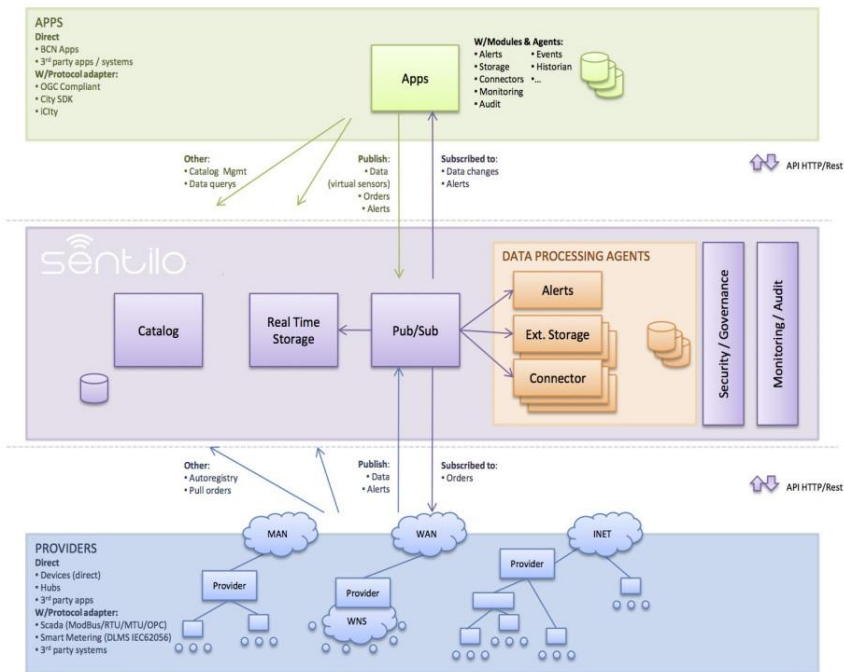 APPS
Direct
• BCN Apps
• 3rd party apps / systems
W/Protocol adapter:
• OGC Compliant
• City SDK
• iCIty
Apps
W/Modules & Agents:
• Alerts • Events
• Storage • Historian
• Connectors •...
• Monitoring
• Audit
Other:
• Catalog Mgmt
• Data querys
Publish:
• Data
(virtual sensors)
• Orders
• Alerts
Subscribed to:
• Data changes
• Alerts
API HTTP/Rest
sentilo
Catalog
Real Time
Storage
Pub/Sub
DATA PROCESSING AGENTS
Alerts
Ext. Storage
Connector
Security / Governance
Monitoring / Audit
Other:
• Autoregistry
• Pull orders
Publish:
• Data
• Alerts
Subscribed to:
• Orders
API HTTP/Rest
PROVIDERS
Direct
• Devices (direct)
• Hubs
• 3rd party apps
W/Protocol adapter:
• Scada (ModBus/RTU/MTU/OPC)
• Smart Metering (DLMS IEC62056)
• 3rd party systems
MAN
Provider
WAN
Provider
WNS
INET
Provider